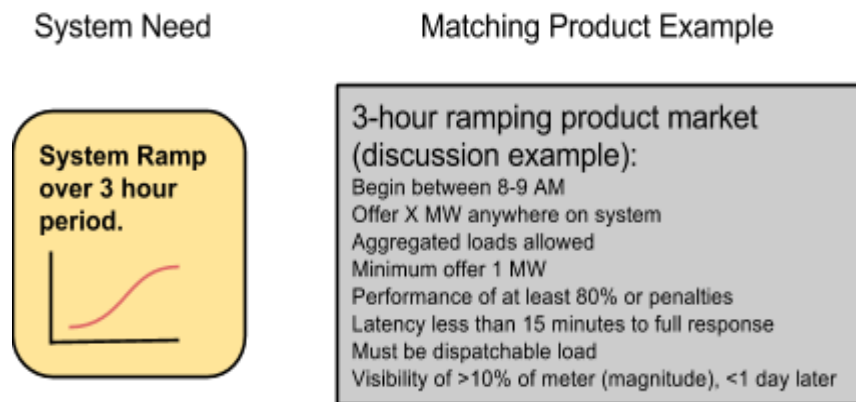 System Need
Matching Product Example
System Ramp
over 3 hour
period.
3-hour ramping product market
(discussion example):
Begin between 8-9 AM
Offer X MW anywhere on system
Aggregated loads allowed
Minimum offer 1 MW
Performance of at least 80% or penalties
Latency less than 15 minutes to full response
Must be dispatchable load
Visibility of >10% of meter (magnitude), <1 day later